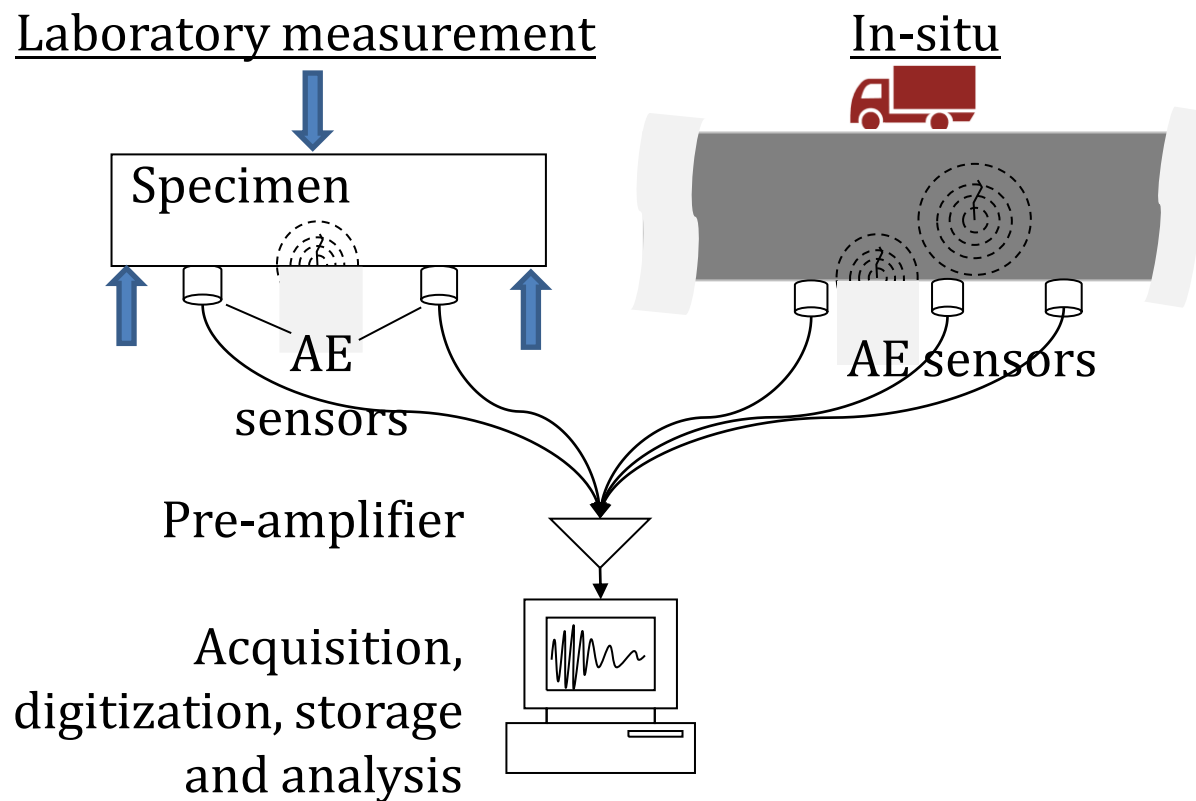 Laboratory measurement
In-situ
Specimen
AE
sensors
AE sensors
Pre-amplifier
Acquisition,
digitization, storage
and analysis